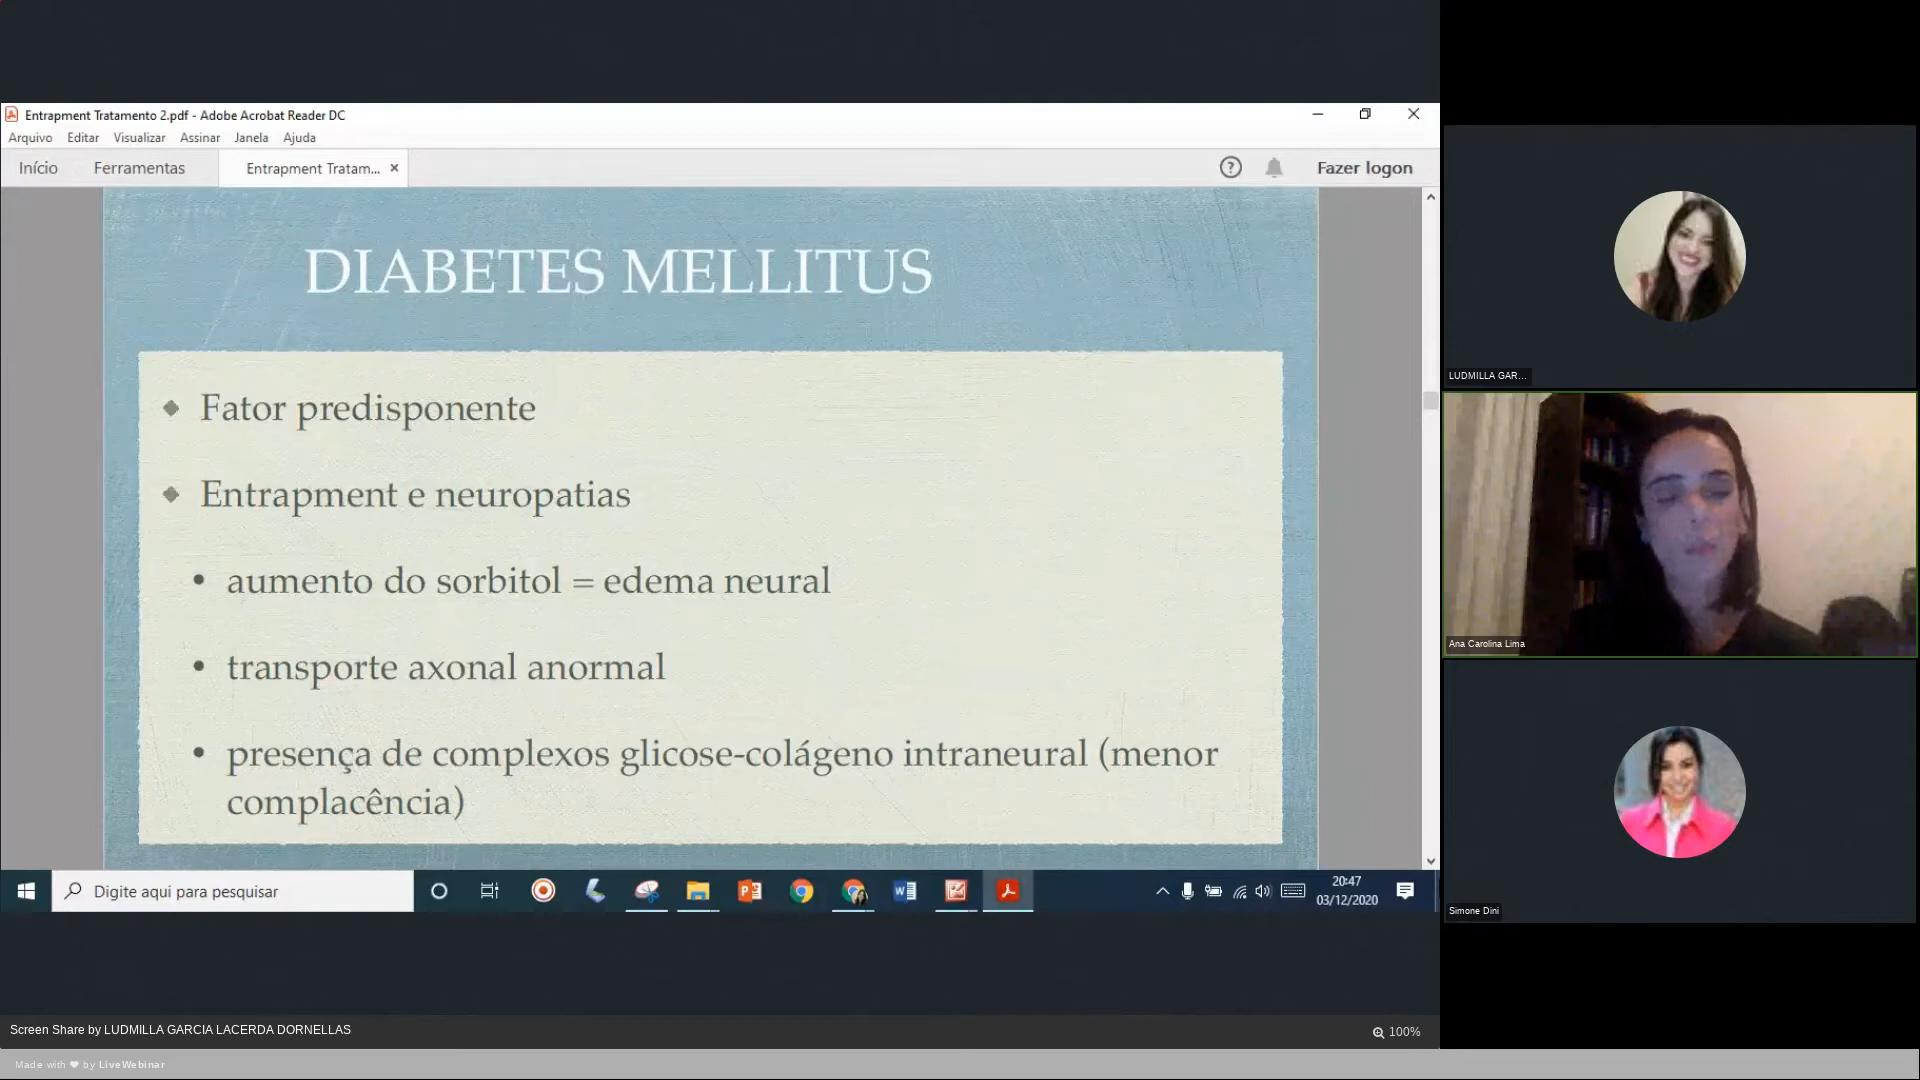 Entrapment Tratamento 2.pdf - Adobe Acrobat Reader DC
Arquivo Editar Visualizar Assinar Janela Ajuda
Início Ferramentas Entrapment Tratam... Fazer logon
DIABETES MELLITUS
Fator predisponente
Entrapment e neuropatias
aumento do sorbitol = edema neural
transporte axonal anormal
presença de complexos glicose-colágeno intraneural (menor
complacência)
Digite aqui para pesquisar
20:47
03/12/2020
Screen Share by LUDMILLA GARCIA LACERDA DORNELLAS
100%
Made with ❤ by LiveWebinar
LUDMILLA GAR...
Ana Carolina Lima
Simone Dini